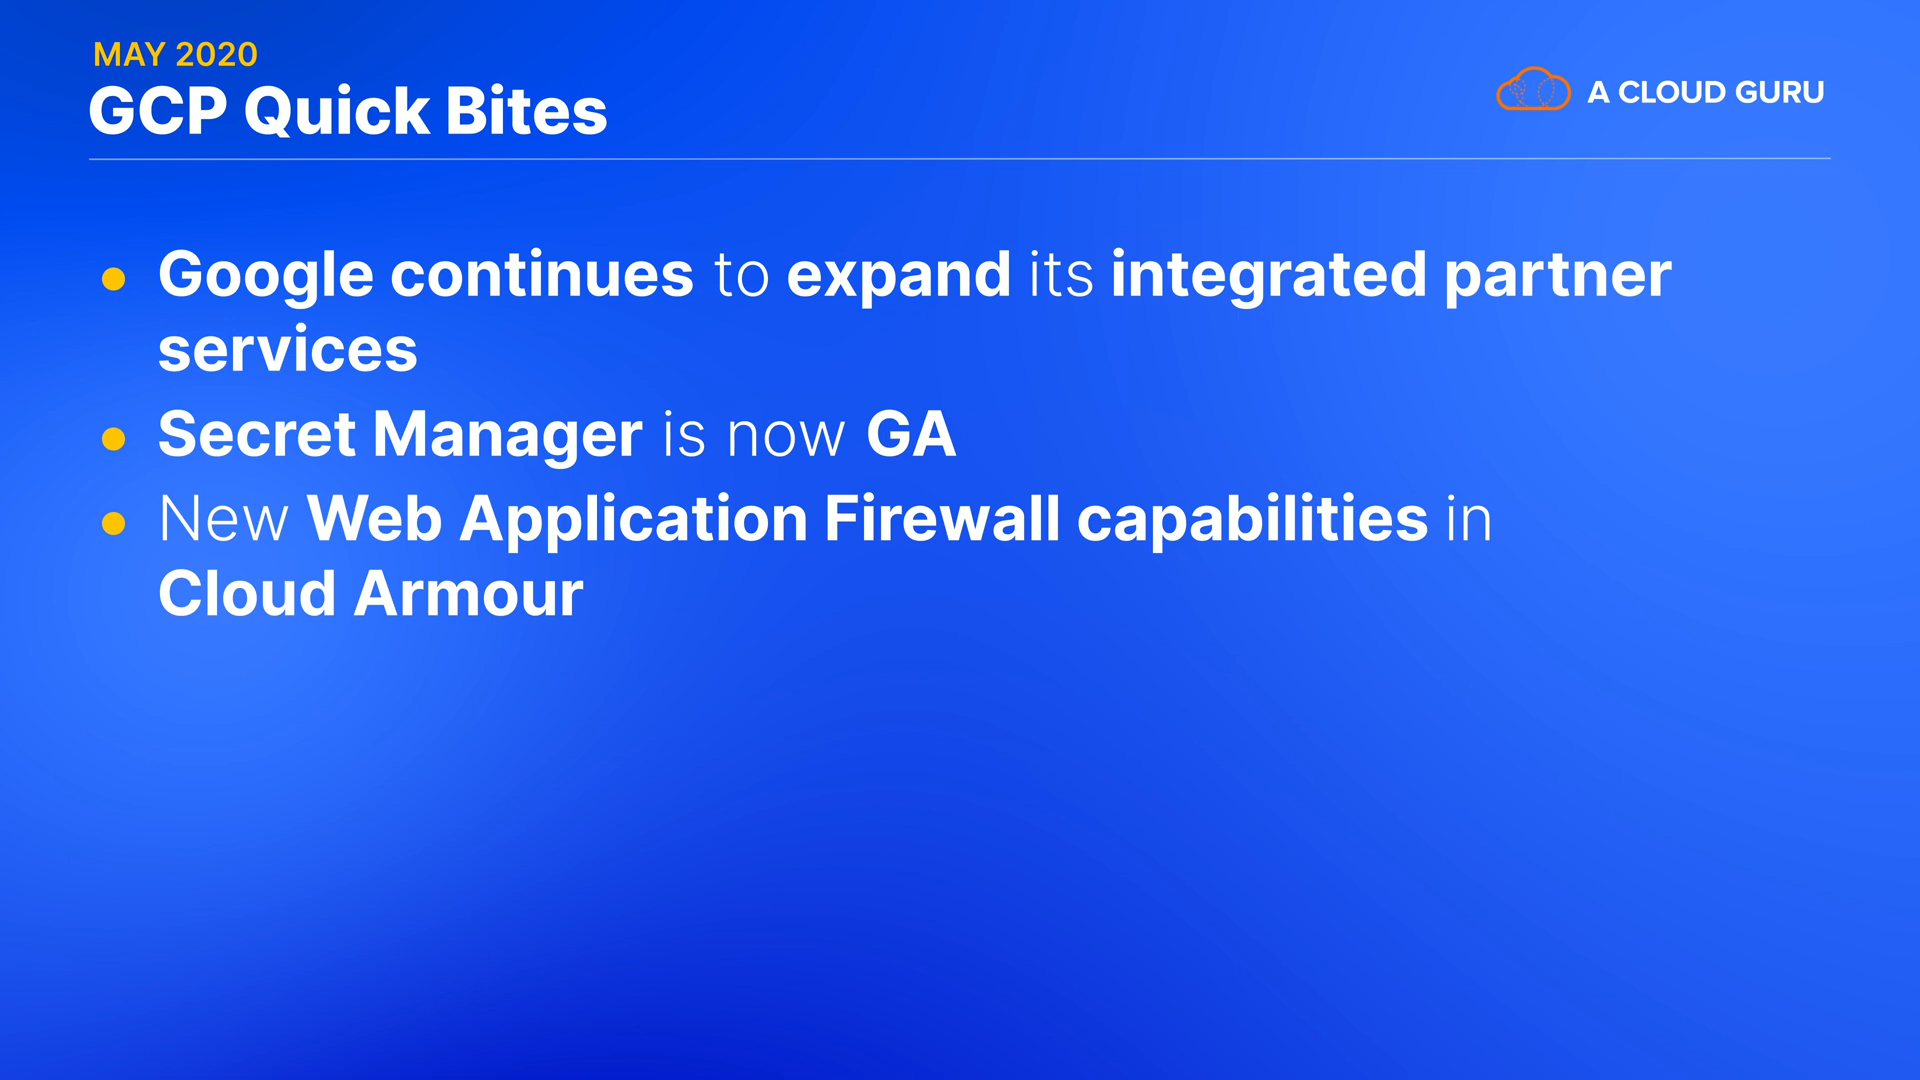 MAY 2020
GCP Quick Bites
A CLOUD GURU
Google continues to expand its integrated partner
services
Secret Manager is now GA
New Web Application Firewall capabilities in
Cloud Armour